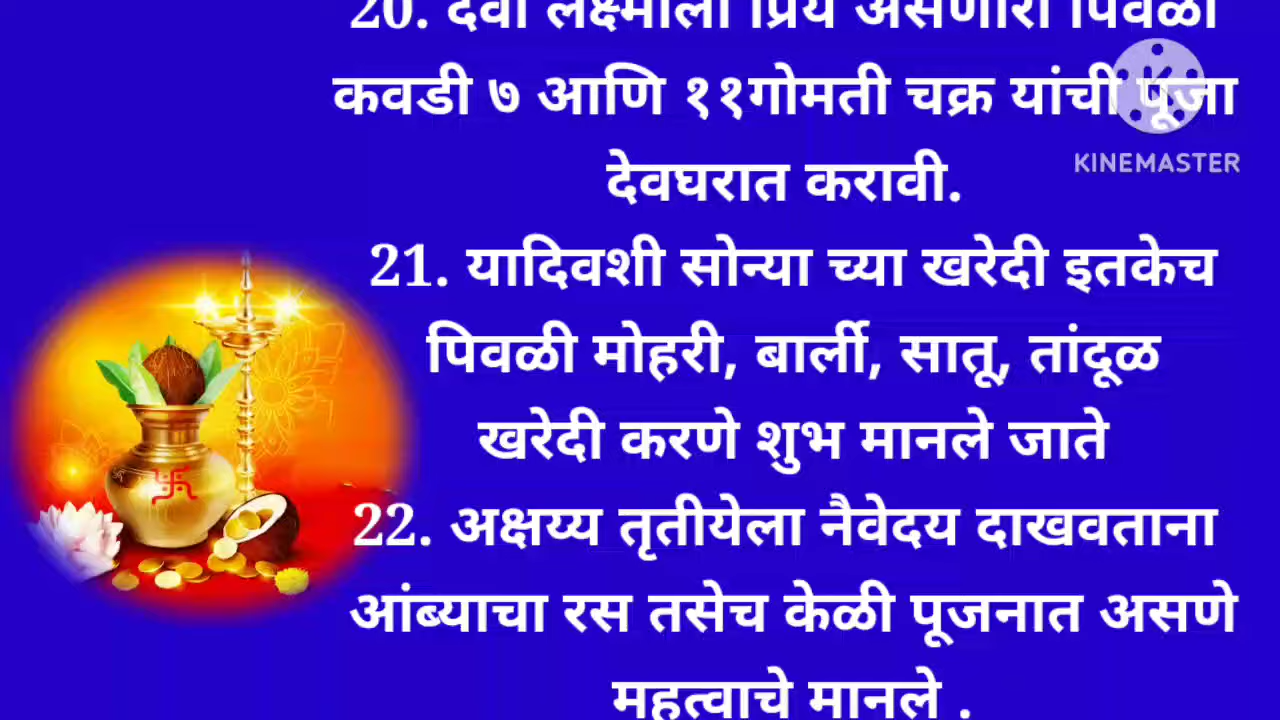 20. देवी लक्ष्मीला प्रिय असणारी पिवळी
कवडी ७ आणि ११गोमती चक्र यांची पूजा
KINEMASTER
देवघरात करावी.
21. यादिवशी सोन्या च्या खरेदी इतकेच
पिवळी मोहरी, बार्ली, सातू, तांदूळ
खरेदी करणे शुभ मानले जाते
22. अक्षय्य तृतीयेला नैवेदय दाखवताना
आंब्याचा रस तसेच केळी पूजनात असणे
महत्वाचे मानले .